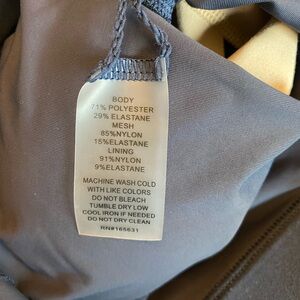 BODY
71% POLYESTER
29% ELASTANE
MESH
85%NYLON
15%ELASTANE
LINING
91%NYLON
9%ELASTANE
MACHINE WASH COLD
WITH LIKE COLORS
DO NOT BLEACH
TUMBLE DRY LOW
COOL IRON IF NEEDED
DO NOT DRY CLEAN
RN#165631